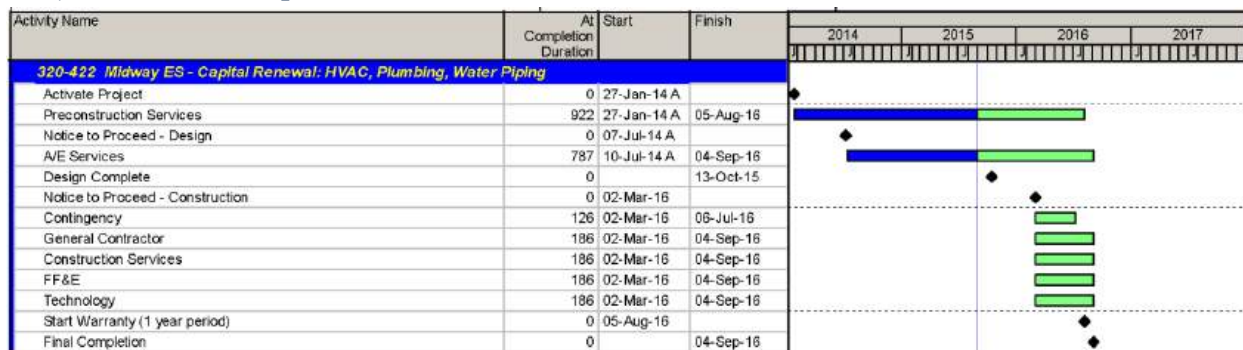 Activity Name At Completion Duration Start Finish
2014 2015 2016 2017
J J J J J J J J
320-422 Midway ES - Capital Renewal: HVAC, Plumbing, Water Piping
Activate Project 0 27-Jan-14 A
Preconstruction Services 922 27-Jan-14 A 05-Aug-16
Notice to Proceed - Design 0 07-Jul-14 A
A/E Services 787 10-Jul-14 A 04-Sep-16
Design Complete 0 13-Oct-15
Notice to Proceed - Construction 0 02-Mar-16
Contingency 126 02-Mar-16 06-Jul-16
General Contractor 186 02-Mar-16 04-Sep-16
Construction Services 186 02-Mar-16 04-Sep-16
FF&E 186 02-Mar-16 04-Sep-16
Technology 186 02-Mar-16 04-Sep-16
Start Warranty (1 year period) 0 05-Aug-16
Final Completion 0 04-Sep-16